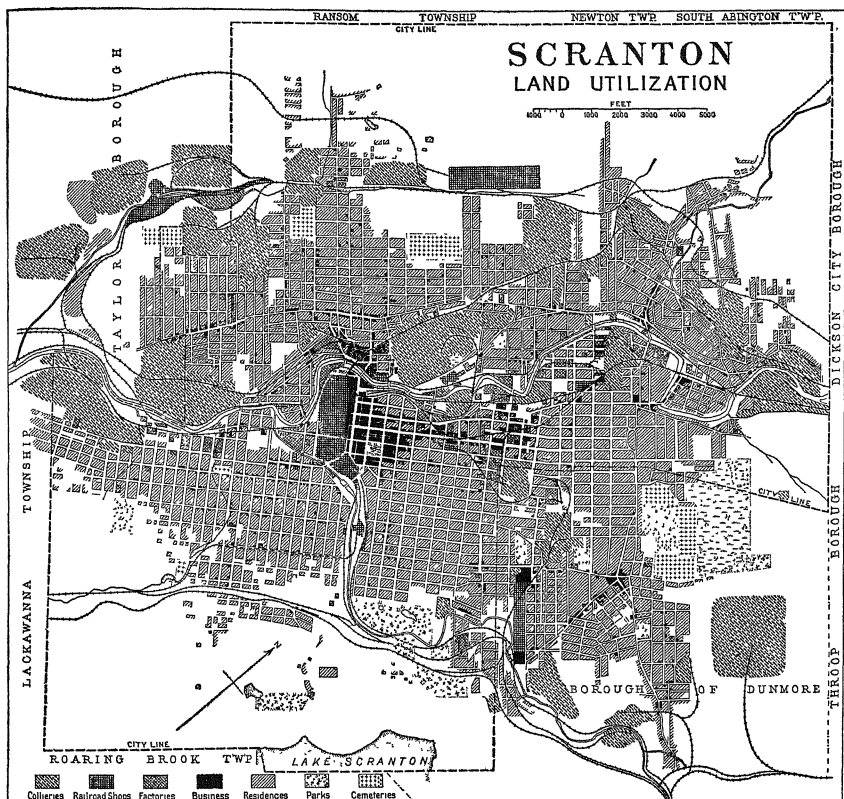 RANSOM TOWNSHIP NEWTON TWP. SOUTH ABINGTON T'W'P.
CITY LINE
SCRANTON
LAND UTILIZATION
FEET
1000 0 1000 2000 3000 4000 5000
TAYLOR BOROUGH
DICKSON CITY BOROUGH
CITY LINE
LACKAWANNA TOWNSHIP
THROOP BOROUGH
N
BOROUGH OF DUNMORE
CITY LINE
ROARING BROOK TWP.
LAKE SCRANTON
Collieries Railroad Shops Factories Business Residences Parks Cemeteries